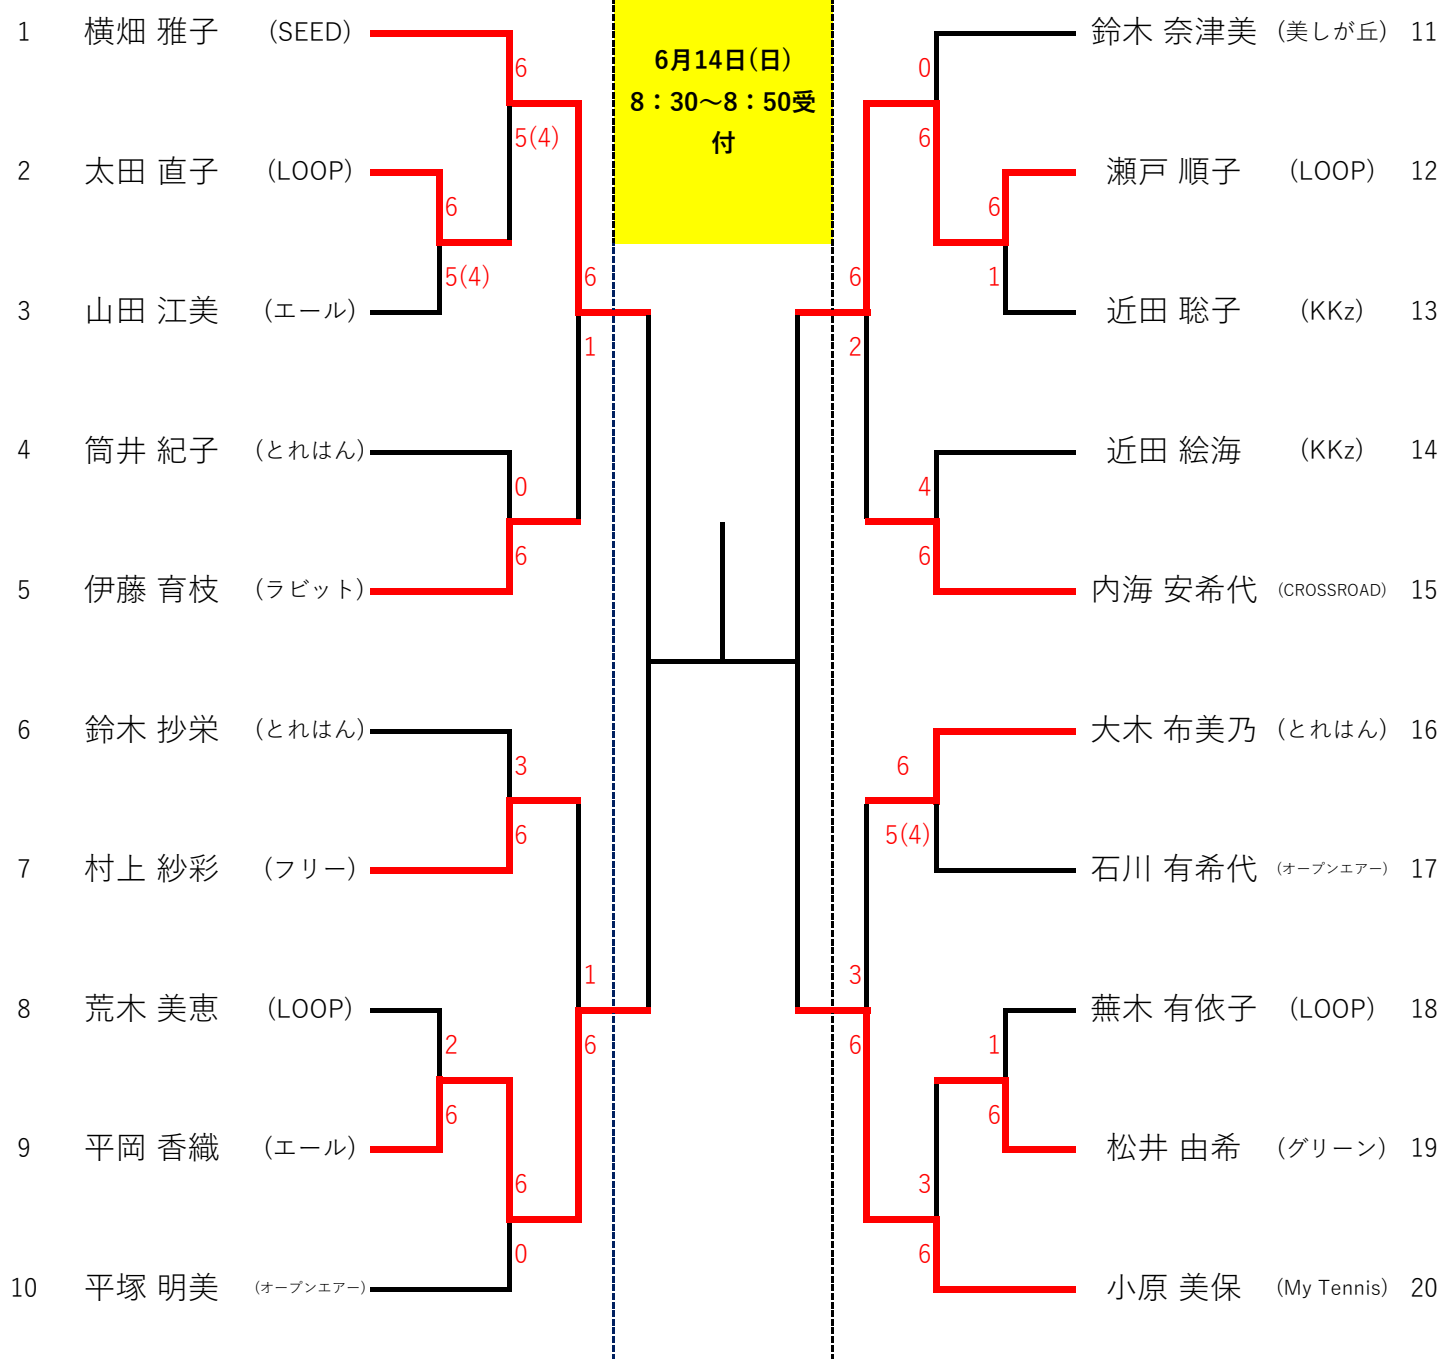 6月14日(日)
8：30～8：50受
付
1 横畑 雅子 (SEED)
6
5(4)
2 太田 直子 (LOOP)
6
5(4)
3 山田 江美 (エール)
6
1
4 筒井 紀子 (とれはん)
0
6
5 伊藤 育枝 (ラビット)
6 鈴木 抄栄 (とれはん)
3
6
7 村上 紗彩 (フリー)
1
6
8 荒木 美恵 (LOOP)
2
6
9 平岡 香織 (エール)
6
0
10 平塚 明美 (オープンエアー)
鈴木 奈津美 (美しが丘) 11
0
6
瀬戸 順子 (LOOP) 12
6
1
近田 聡子 (KKz) 13
6
2
近田 絵海 (KKz) 14
4
6
内海 安希代 (CROSSROAD) 15
大木 布美乃 (とれはん) 16
6
5(4)
石川 有希代 (オープンエアー) 17
3
6
蕪木 有依子 (LOOP) 18
1
6
松井 由希 (グリーン) 19
3
6
小原 美保 (My Tennis) 20